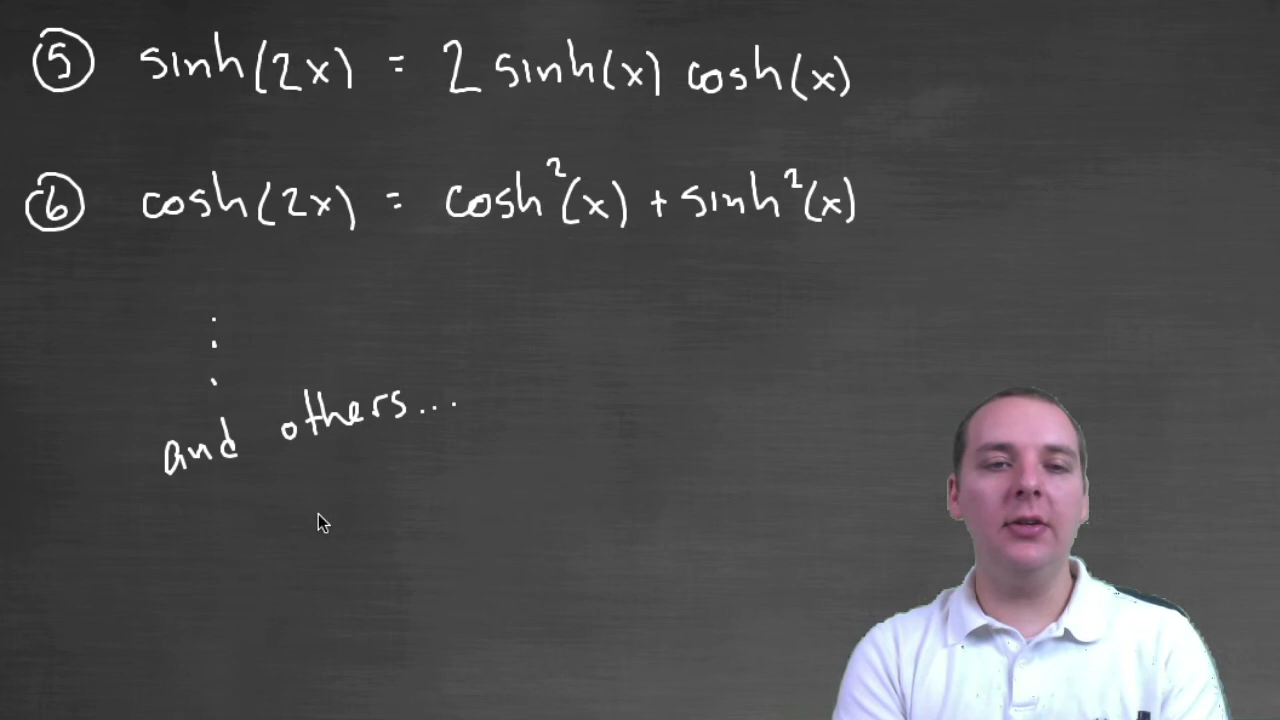 ⑤ sinh(2x) = 2 sinh(x) cosh(x)
⑥ cosh(2x) = cosh²(x) + sinh²(x)
⋮
and others...